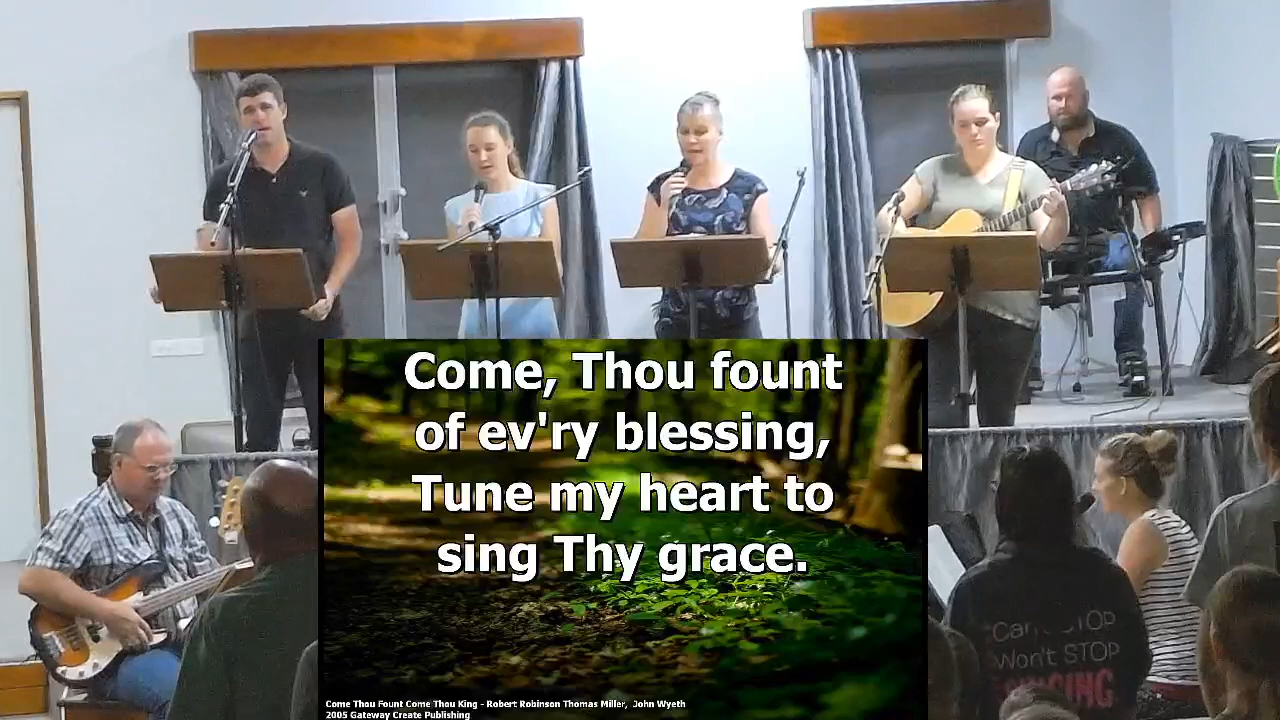 Come, Thou fount
of ev'ry blessing,
Tune my heart to
sing Thy grace.
Come Thou Fount Come Thou King - Robert Robinson Thomas Miller, John Wyeth
2005 Gateway Create Publishing
Won't STOP